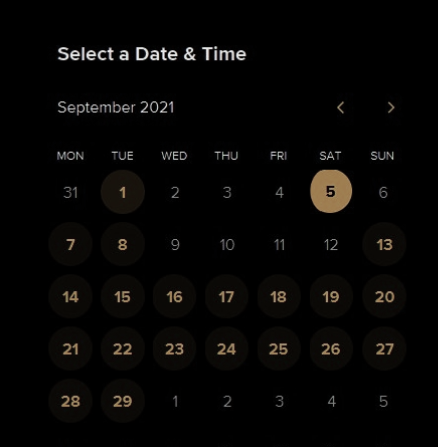 Select a Date & Time
September 2021
MON TUE WED THU FRI SAT SUN
31 1 2 3 4 5 6
7 8 9 10 11 12 13
14 15 16 17 18 19 20
21 22 23 24 25 26 27
28 29 1 2 3 4 5